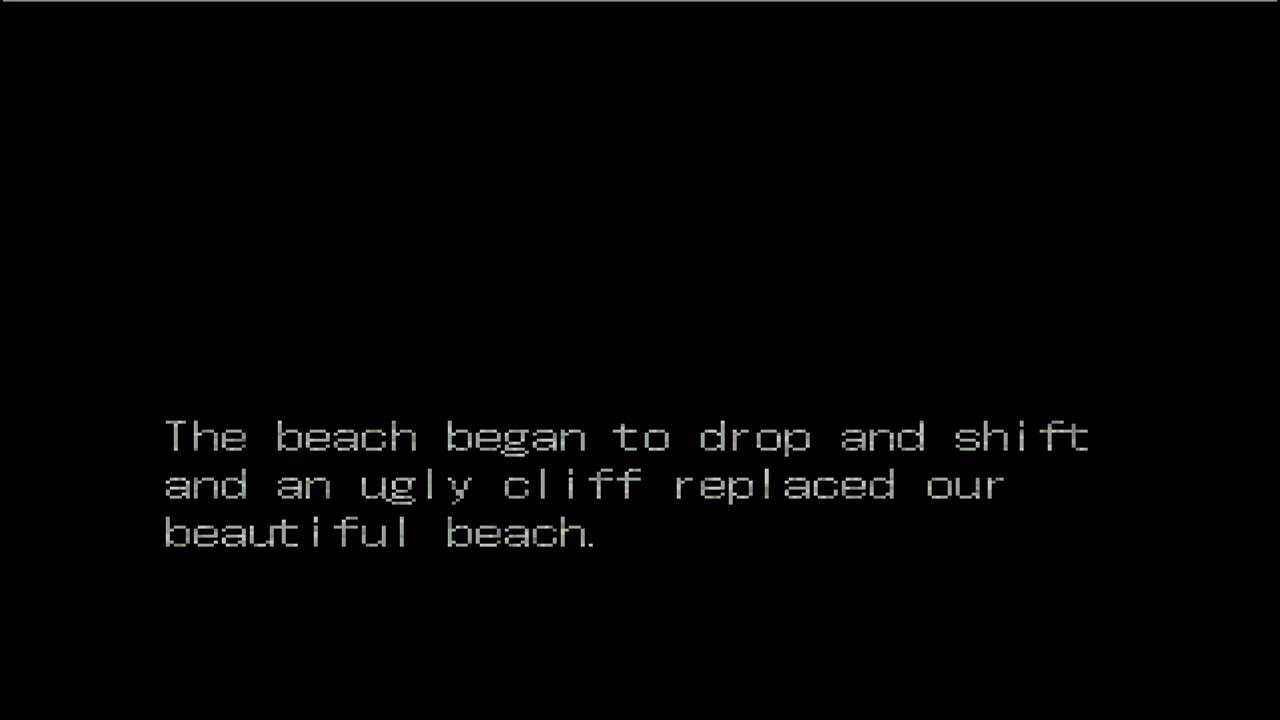 The beach began to drop and shift
and an ugly cliff replaced our
beautiful beach.